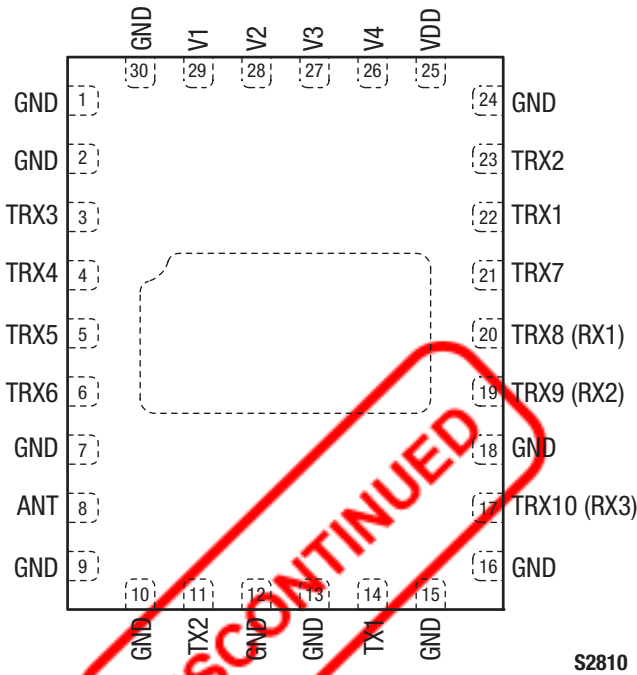 GND V1 V2 V3 V4 VDD
30 29 28 27 26 25
GND 1 24 GND
GND 2 23 TRX2
TRX3 3 22 TRX1
TRX4 4 21 TRX7
TRX5 5 20 TRX8 (RX1)
TRX6 6 19 TRX9 (RX2)
GND 7 18 GND
ANT 8 17 TRX10 (RX3)
GND 9 16 GND
10 11 12 13 14 15
GND TX2 GND GND TX1 GND
DISCONTINUED
S2810